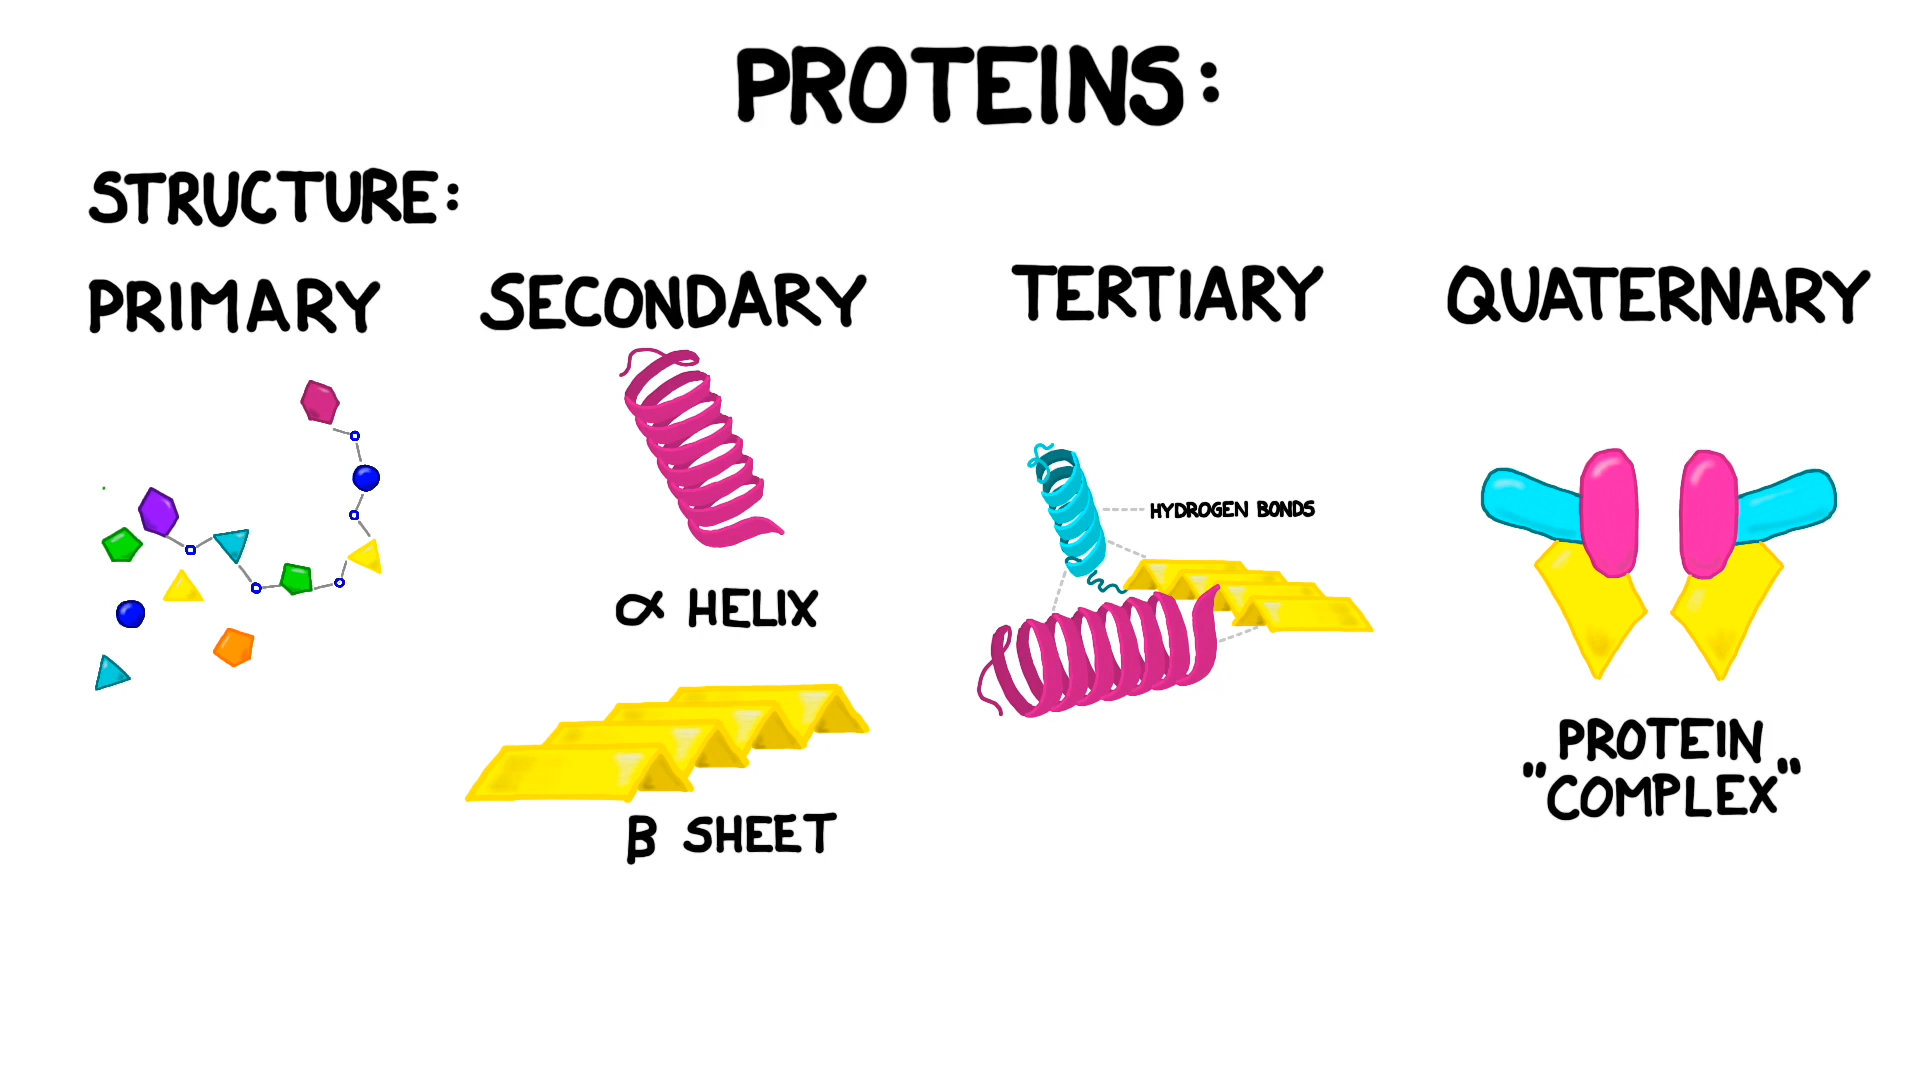 PROTEINS:
STRUCTURE:
PRIMARY
SECONDARY
TERTIARY
QUATERNARY
α HELIX
β SHEET
HYDROGEN BONDS
PROTEIN
"COMPLEX"